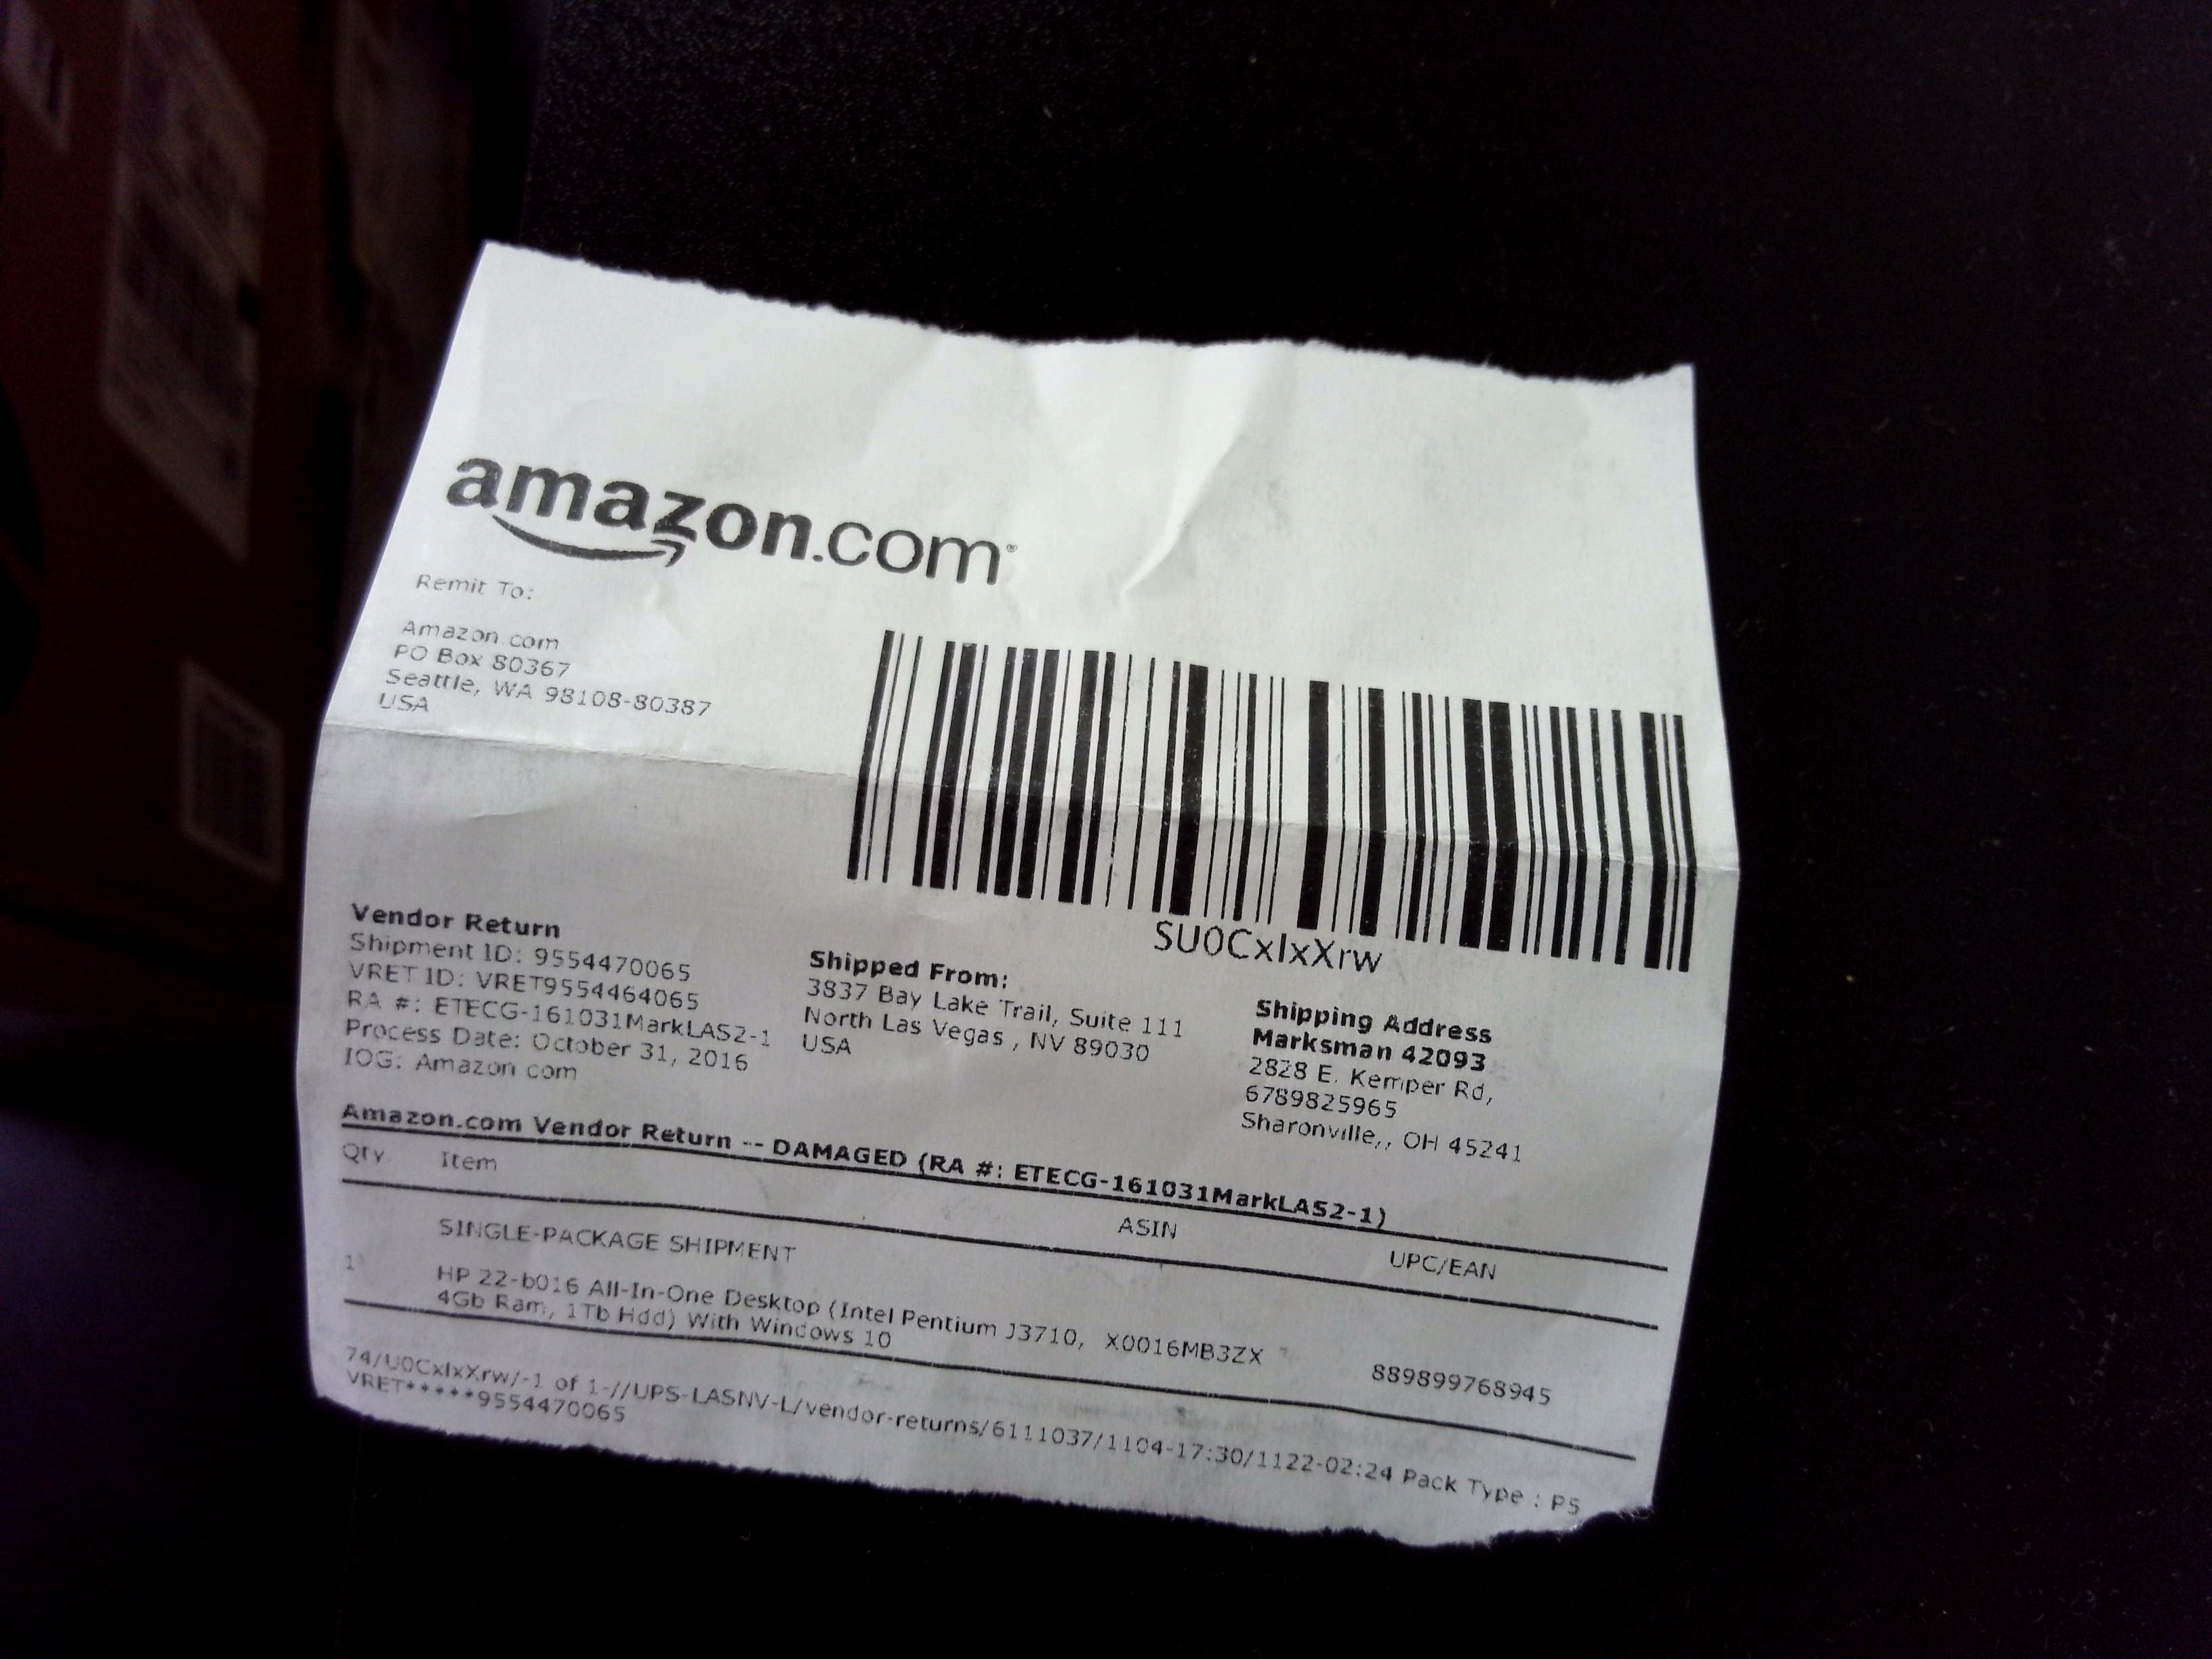 amazon.com
Remit To:
Amazon.com
PO Box 80367
Seattle, WA 98108-80387
USA
SU0CxlxXrw
Vendor Return
Shipment ID: 9554470065
VRET ID: VRET9554464065
RA #: ETECG-161031MarkLAS2-1
Process Date: October 31, 2016
IOG: Amazon.com
Shipped From:
3837 Bay Lake Trail, Suite 111
North Las Vegas , NV 89030
USA
Shipping Address
Marksman 42093
2828 E. Kemper Rd,
6789825965
Sharonville,, OH 45241
Amazon.com Vendor Return -- DAMAGED (RA #: ETECG-161031MarkLAS2-1)
Qty Item ASIN UPC/EAN
SINGLE-PACKAGE SHIPMENT
1 HP 22-b016 All-In-One Desktop (Intel Pentium J3710, X0016MB3ZX 889899768945
4Gb Ram, 1Tb Hdd) With Windows 10
74/U0CxlxXrw/-1 of 1-//UPS-LASNV-L/vendor-returns/6111037/1104-17:30/1122-02:24 Pack Type : P5
VRET*****9554470065